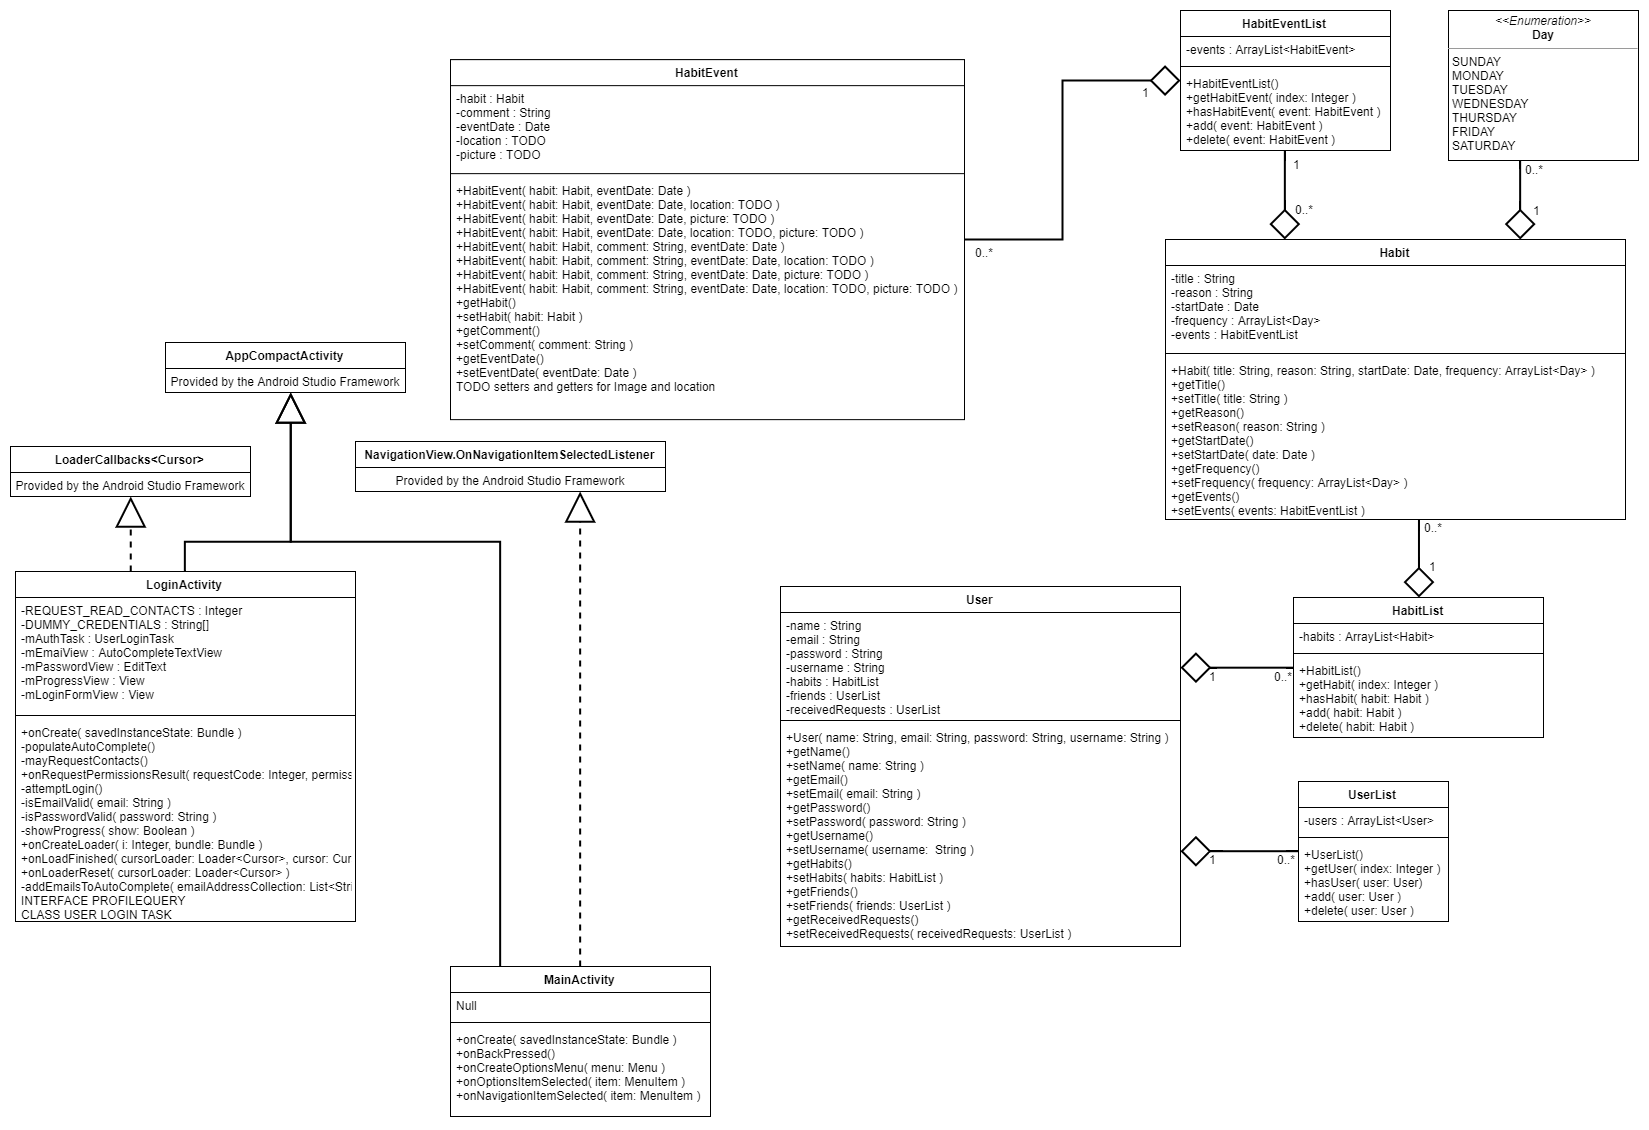 HabitEventList
-events : ArrayList<HabitEvent>
+HabitEventList()
+getHabitEvent( index: Integer )
+hasHabitEvent( event: HabitEvent )
+add( event: HabitEvent )
+delete( event: HabitEvent )
<<Enumeration>>
Day
SUNDAY
MONDAY
TUESDAY
WEDNESDAY
THURSDAY
FRIDAY
SATURDAY
HabitEvent
-habit : Habit
-comment : String
-eventDate : Date
-location : TODO
-picture : TODO
+HabitEvent( habit: Habit, eventDate: Date )
+HabitEvent( habit: Habit, eventDate: Date, location: TODO )
+HabitEvent( habit: Habit, eventDate: Date, picture: TODO )
+HabitEvent( habit: Habit, eventDate: Date, location: TODO, picture: TODO )
+HabitEvent( habit: Habit, comment: String, eventDate: Date )
+HabitEvent( habit: Habit, comment: String, eventDate: Date, location: TODO )
+HabitEvent( habit: Habit, comment: String, eventDate: Date, picture: TODO )
+HabitEvent( habit: Habit, comment: String, eventDate: Date, location: TODO, picture: TODO )
+getHabit()
+setHabit( habit: Habit )
+getComment()
+setComment( comment: String )
+getEventDate()
+setEventDate( eventDate: Date )
TODO setters and getters for Image and location
1
0..*
1
0..*
0..*
1
Habit
-title : String
-reason : String
-startDate : Date
-frequency : ArrayList<Day>
-events : HabitEventList
+Habit( title: String, reason: String, startDate: Date, frequency: ArrayList<Day> )
+getTitle()
+setTitle( title: String )
+getReason()
+setReason( reason: String )
+getStartDate()
+setStartDate( date: Date )
+getFrequency()
+setFrequency( frequency: ArrayList<Day> )
+getEvents()
+setEvents( events: HabitEventList )
0..*
1
AppCompactActivity
Provided by the Android Studio Framework
LoaderCallbacks<Cursor>
Provided by the Android Studio Framework
NavigationView.OnNavigationItemSelectedListener
Provided by the Android Studio Framework
LoginActivity
-REQUEST_READ_CONTACTS : Integer
-DUMMY_CREDENTIALS : String[]
-mAuthTask : UserLoginTask
-mEmaiView : AutoCompleteTextView
-mPasswordView : EditText
-mProgressView : View
-mLoginFormView : View
+onCreate( savedInstanceState: Bundle )
-populateAutoComplete()
-mayRequestContacts()
+onRequestPermissionsResult( requestCode: Integer, permiss
-attemptLogin()
-isEmailValid( email: String )
-isPasswordValid( password: String )
-showProgress( show: Boolean )
+onCreateLoader( i: Integer, bundle: Bundle )
+onLoadFinished( cursorLoader: Loader<Cursor>, cursor: Cur
+onLoaderReset( cursorLoader: Loader<Cursor> )
-addEmailsToAutoComplete( emailAddressCollection: List<Stri
INTERFACE PROFILEQUERY
CLASS USER LOGIN TASK
User
-name : String
-email : String
-password : String
-username : String
-habits : HabitList
-friends : UserList
-receivedRequests : UserList
+User( name: String, email: String, password: String, username: String )
+getName()
+setName( name: String )
+getEmail()
+setEmail( email: String )
+getPassword()
+setPassword( password: String )
+getUsername()
+setUsername( username:  String )
+getHabits()
+setHabits( habits: HabitList )
+getFriends()
+setFriends( friends: UserList )
+getReceivedRequests()
+setReceivedRequests( receivedRequests: UserList )
1
0..*
1
0..*
HabitList
-habits : ArrayList<Habit>
+HabitList()
+getHabit( index: Integer )
+hasHabit( habit: Habit )
+add( habit: Habit )
+delete( habit: Habit )
UserList
-users : ArrayList<User>
+UserList()
+getUser( index: Integer )
+hasUser( user: User)
+add( user: User )
+delete( user: User )
MainActivity
Null
+onCreate( savedInstanceState: Bundle )
+onBackPressed()
+onCreateOptionsMenu( menu: Menu )
+onOptionsItemSelected( item: MenuItem )
+onNavigationItemSelected( item: MenuItem )